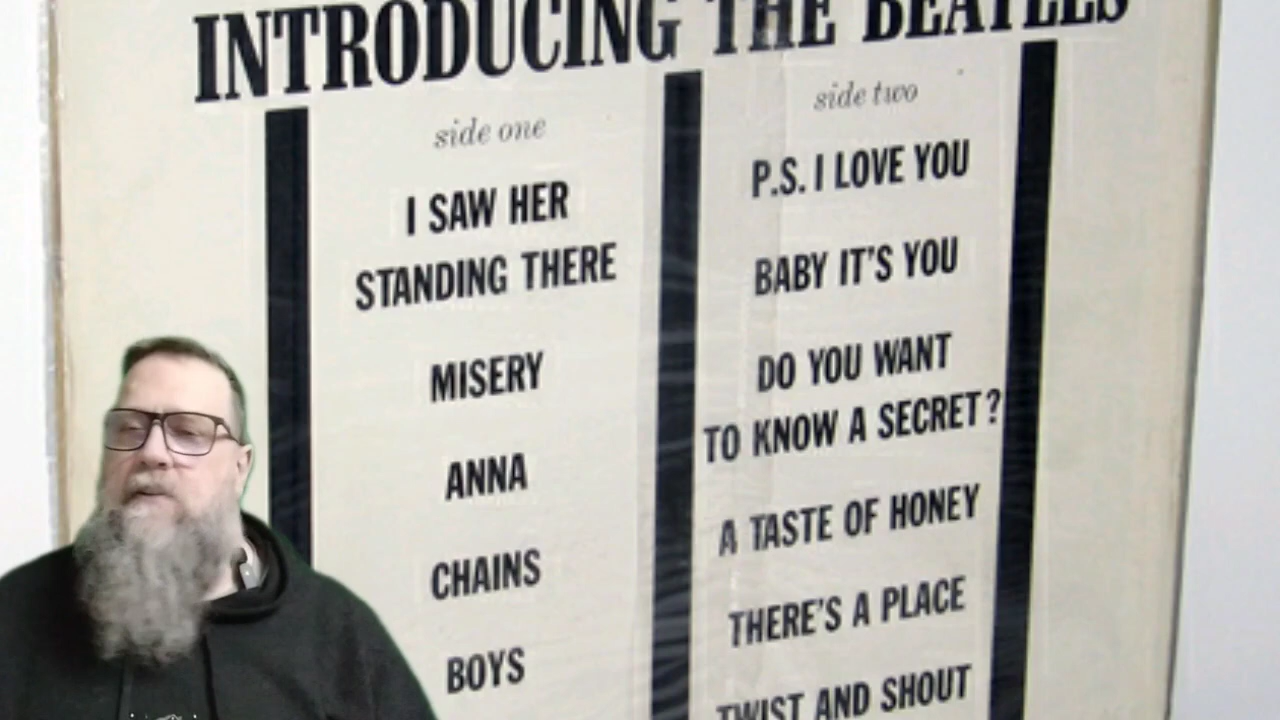 INTRODUCING THE BEATLES
side one
I SAW HER
STANDING THERE
MISERY
ANNA
CHAINS
BOYS
side two
P.S. I LOVE YOU
BABY IT'S YOU
DO YOU WANT
TO KNOW A SECRET?
A TASTE OF HONEY
THERE'S A PLACE
TWIST AND SHOUT